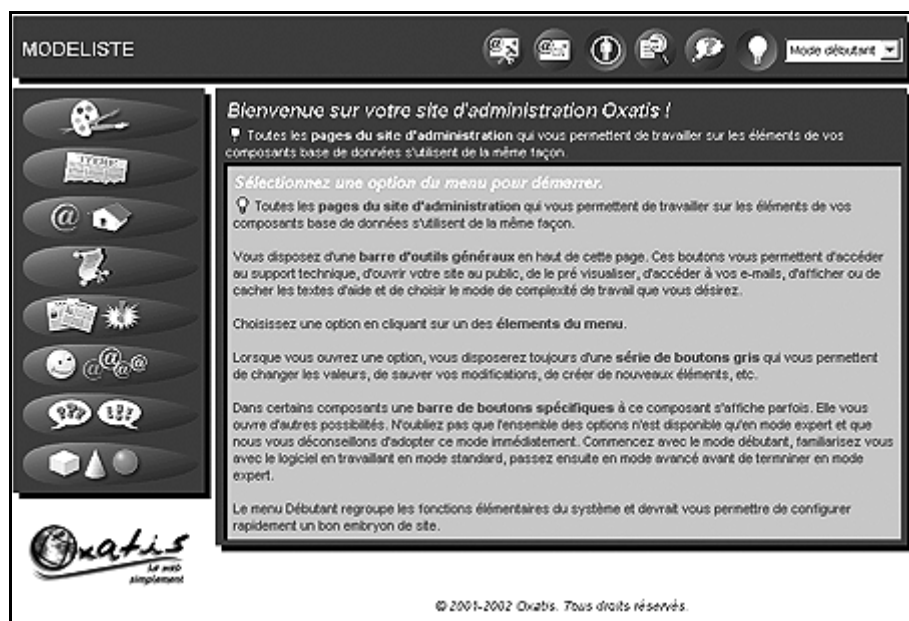 MODELISTE
Mode débutant
Bienvenue sur votre site d'administration Oxatis !
Toutes les pages du site d'administration qui vous permettent de travailler sur les éléments de vos
composants base de données s'utilisent de la même façon.
Sélectionnez une option du menu pour démarrer.
Toutes les pages du site d'administration qui vous permettent de travailler sur les éléments de vos
composants base de données s'utilisent de la même façon.
Vous disposez d'une barre d'outils généraux en haut de cette page. Ces boutons vous permettent d'accéder
au support technique, d'ouvrir votre site au public, de le pré visualiser, d'accéder à vos e-mails, d'afficher ou de
cacher les textes d'aide et de choisir le mode de complexité de travail que vous désirez.
Choisissez une option en cliquant sur un des élements du menu.
Lorsque vous ouvrez une option, vous disposerez toujours d'une série de boutons gris qui vous permettent
de changer les valeurs, de sauver vos modifications, de créer de nouveaux éléments, etc.
Dans certains composants une barre de boutons spécifiques à ce composant s'affiche parfois. Elle vous
ouvre d'autres possibilités. N'oubliez pas que l'ensemble des options n'est disponible qu'en mode expert et que
nous vous déconseillons d'adopter ce mode immédiatement. Commencez avec le mode débutant, familiarisez vous
avec le logiciel en travaillant en mode standard, passez ensuite en mode avancé avant de termniner en mode
expert.
Le menu Débutant regroupe les fonctions élémentaires du système et devrait vous permettre de configurer
rapidement un bon embryon de site.
Oxatis
Le web
simplement
© 2001-2002 Oxatis. Tous droits réservés.